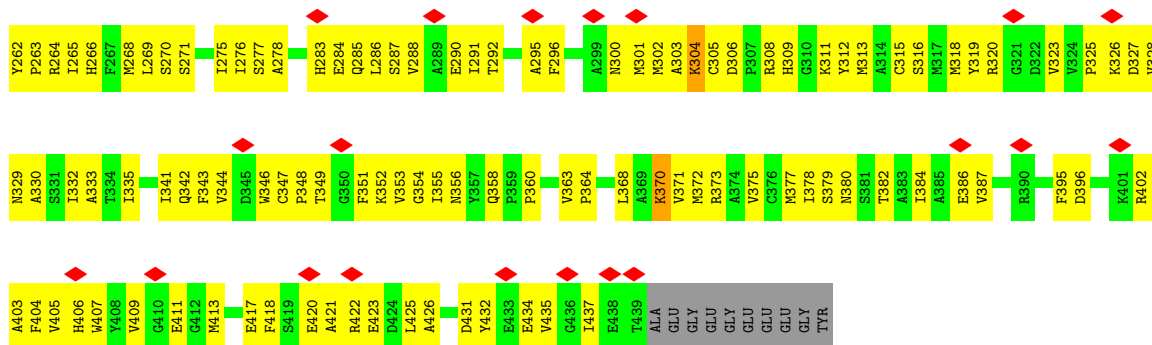 Y262 P263 R264 I265 H266 F267 M268 L269 S270 S271 I275 I276 S277 A278 H283 E284 Q285 L286 S287 V288 A289 E290 I291 T292 A295 F296 A299 N300 M301 M302 A303 K304 C305 D306 P307 R308 H309 G310 K311 Y312 M313 A314 C315 S316 M317 M318 Y319 R320 G321 D322 V323 V324 P325 K326 D327 V328
N329 A330 S331 I332 A333 T334 I335 I341 Q342 F343 V344 D345 W346 C347 P348 T349 G350 F351 K352 V353 G354 I355 N356 Y357 Q358 P359 P360 V363 P364 L368 A369 K370 V371 M372 R373 A374 V375 C376 M377 I378 S379 N380 S381 T382 A383 I384 A385 E386 V387 R390 F395 D396 K401 R402
A403 F404 V405 H406 W407 Y408 V409 G410 E411 G412 M413 E417 F418 S419 E420 A421 R422 E423 D424 L425 A426 D431 Y432 E433 E434 V435 G436 I437 E438 T439 ALA GLU GLY GLU GLY GLU GLU GLU GLY TYR